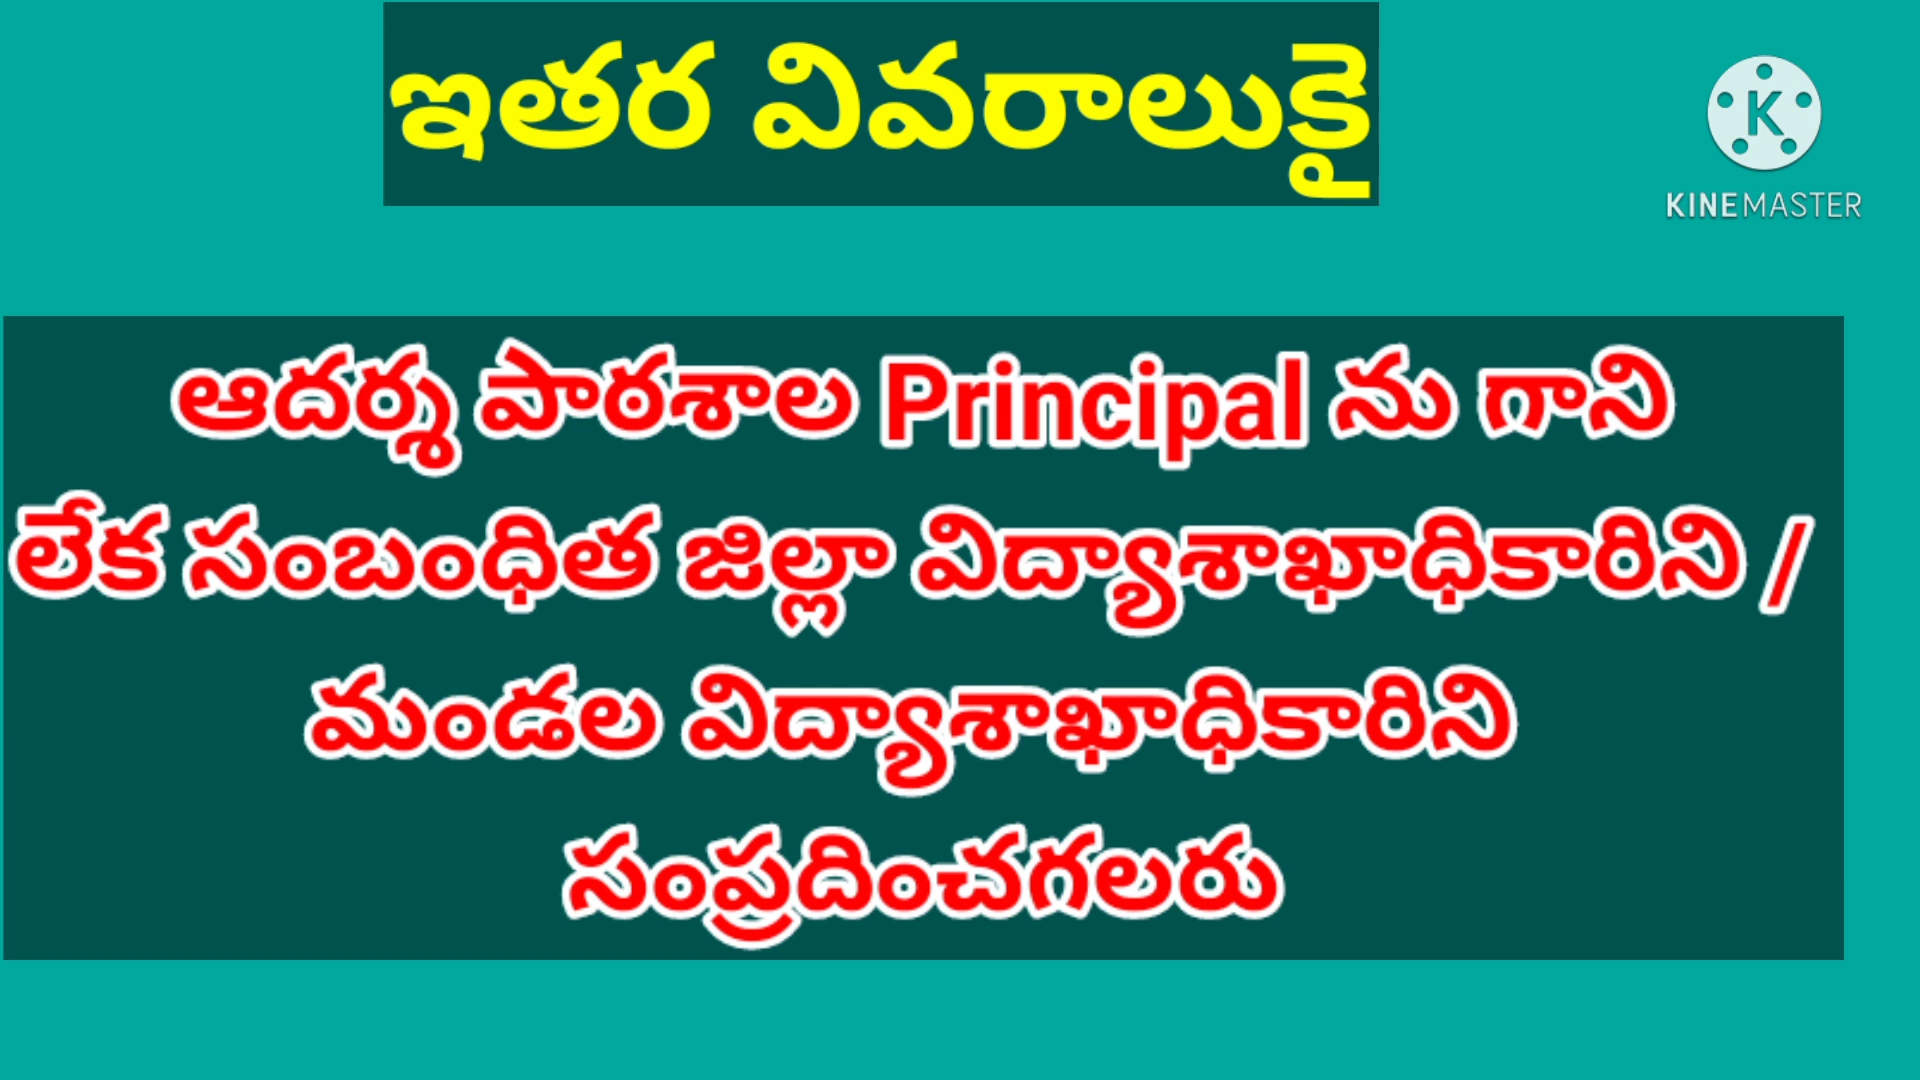 ఇతర వివరాలుకై
KINEMASTER
ఆదర్శ పాఠశాల Principal ను గాని
లేక సంబంధిత జిల్లా విద్యాశాఖాధికారిని /
మండల విద్యాశాఖాధికారిని
సంప్రదించగలరు